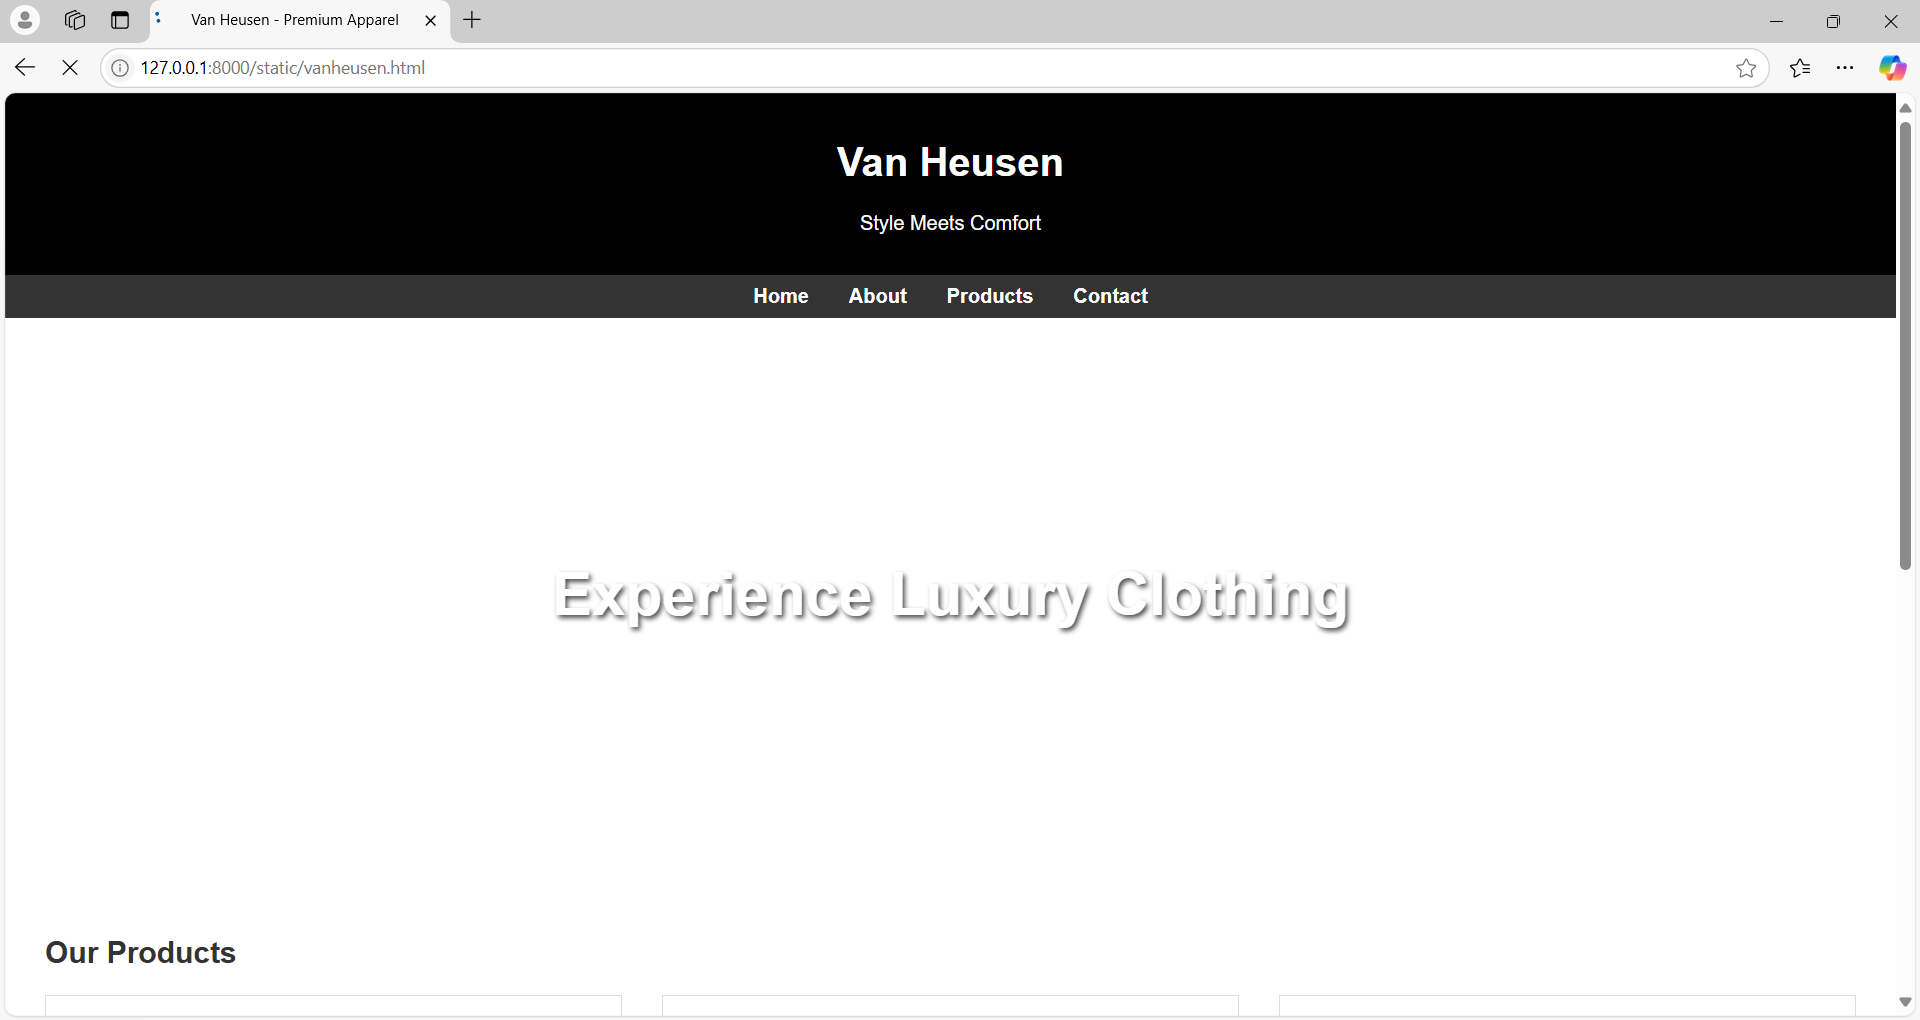 Van Heusen - Premium Apparel
127.0.0.1:8000/static/vanheusen.html
Van Heusen
Style Meets Comfort
Home About Products Contact
Experience Luxury Clothing
Our Products